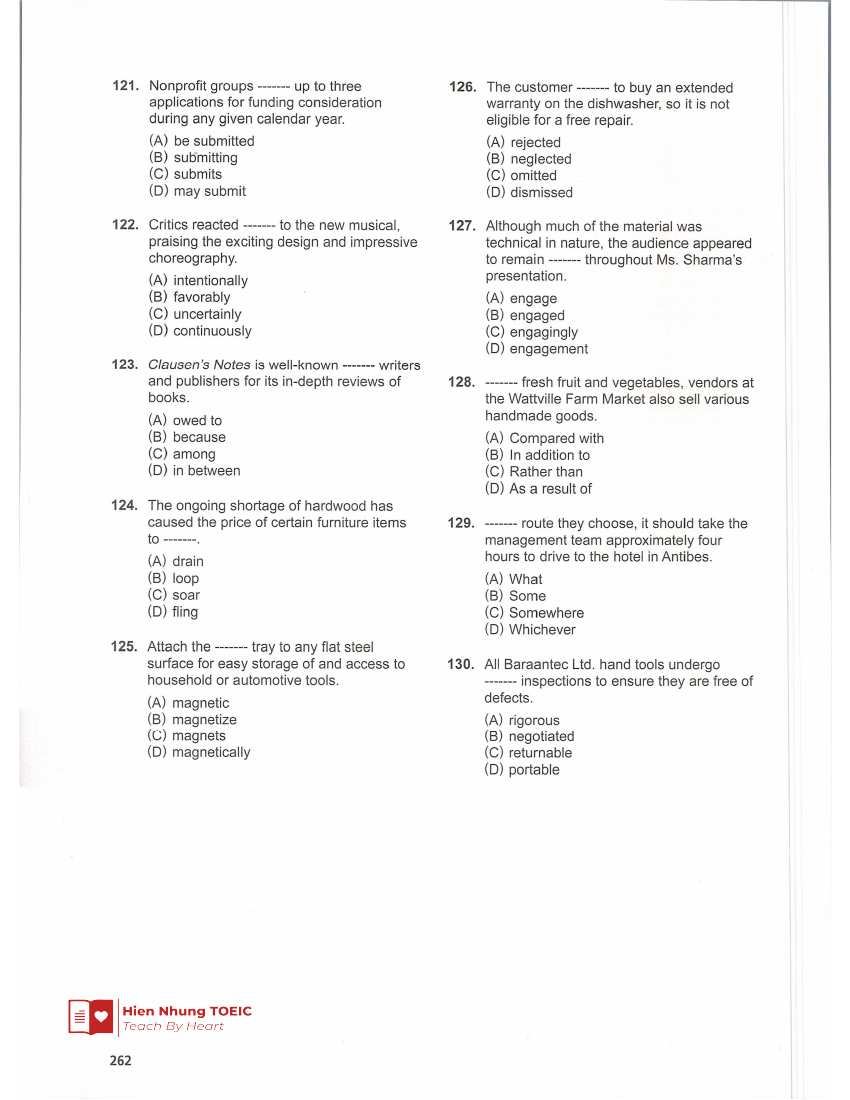 121. Nonprofit groups ------- up to three
applications for funding consideration
during any given calendar year.
(A) be submitted
(B) submitting
(C) submits
(D) may submit
122. Critics reacted ------- to the new musical,
praising the exciting design and impressive
choreography.
(A) intentionally
(B) favorably
(C) uncertainly
(D) continuously
123. Clausen's Notes is well-known ------- writers
and publishers for its in-depth reviews of
books.
(A) owed to
(B) because
(C) among
(D) in between
124. The ongoing shortage of hardwood has
caused the price of certain furniture items
to -------.
(A) drain
(B) loop
(C) soar
(D) fling
125. Attach the ------- tray to any flat steel
surface for easy storage of and access to
household or automotive tools.
(A) magnetic
(B) magnetize
(C) magnets
(D) magnetically
126. The customer ------- to buy an extended
warranty on the dishwasher, so it is not
eligible for a free repair.
(A) rejected
(B) neglected
(C) omitted
(D) dismissed
127. Although much of the material was
technical in nature, the audience appeared
to remain ------- throughout Ms. Sharma's
presentation.
(A) engage
(B) engaged
(C) engagingly
(D) engagement
128. ------- fresh fruit and vegetables, vendors at
the Wattville Farm Market also sell various
handmade goods.
(A) Compared with
(B) In addition to
(C) Rather than
(D) As a result of
129. ------- route they choose, it should take the
management team approximately four
hours to drive to the hotel in Antibes.
(A) What
(B) Some
(C) Somewhere
(D) Whichever
130. All Baraantec Ltd. hand tools undergo
------- inspections to ensure they are free of
defects.
(A) rigorous
(B) negotiated
(C) returnable
(D) portable
Hien Nhung TOEIC
Teach By Heart
262